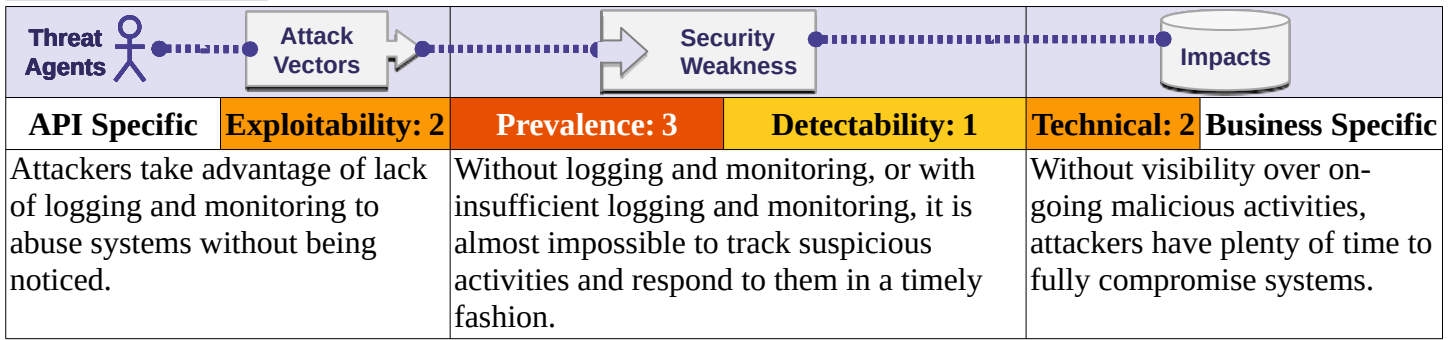 Threat
Agents
Attack
Vectors
Security
Weakness
Impacts
API Specific
Exploitability: 2
Prevalence: 3
Detectability: 1
Technical: 2
Business Specific
Attackers take advantage of lack
of logging and monitoring to
abuse systems without being
noticed.
Without logging and monitoring, or with
insufficient logging and monitoring, it is
almost impossible to track suspicious
activities and respond to them in a timely
fashion.
Without visibility over on-
going malicious activities,
attackers have plenty of time to
fully compromise systems.